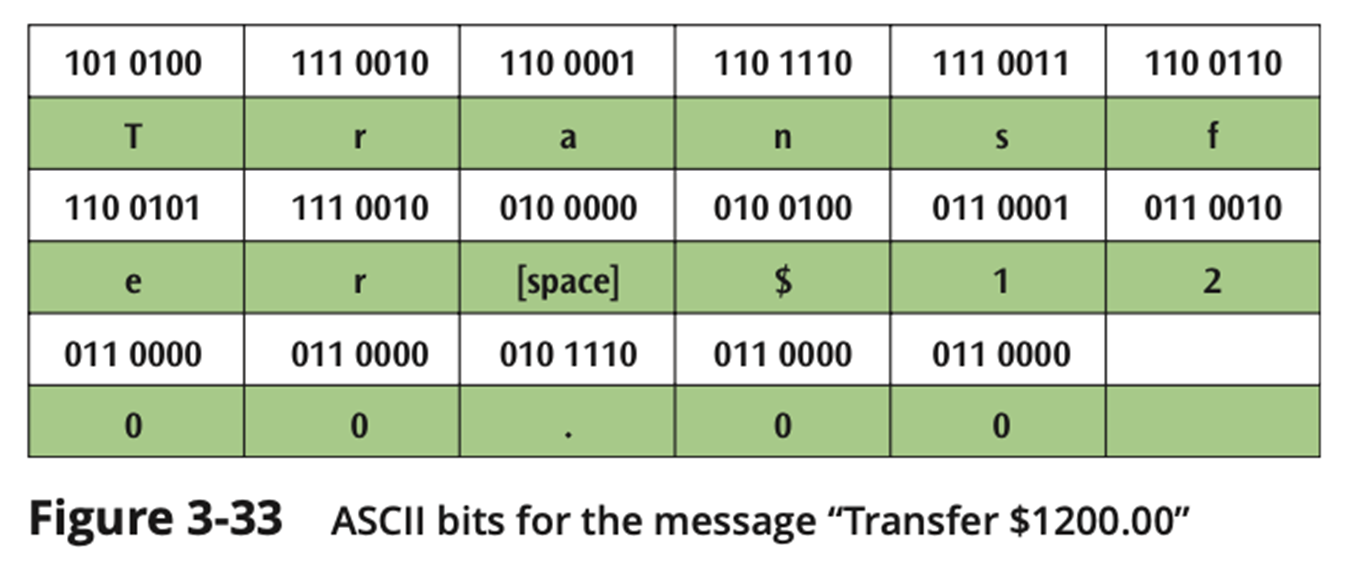 101 0100 111 0010 110 0001 110 1110 111 0011 110 0110
T r a n s f
110 0101 111 0010 010 0000 010 0100 011 0001 011 0010
e r [space] $ 1 2
011 0000 011 0000 010 1110 011 0000 011 0000
0 0 . 0 0
Figure 3-33 ASCII bits for the message “Transfer $1200.00”